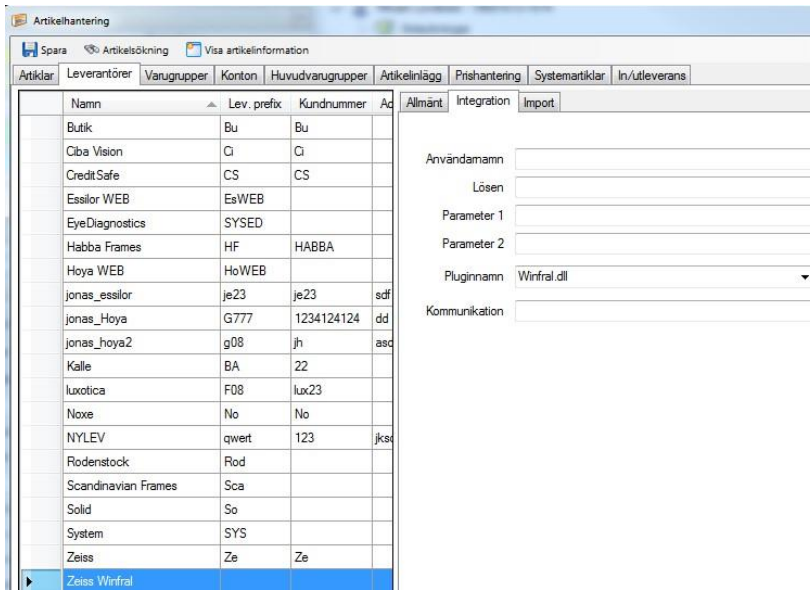 Artikelhantering
Spara Artikelsökning Visa artikelinformation
Artiklar Leverantörer Varugrupper Konton Huvudvarugrupper Artikelinlägg Prishantering Systemartiklar In/utleverans
Namn Lev. prefix Kundnummer Ad
Butik Bu Bu
Ciba Vision Ci Ci
CreditSafe CS CS
Essilor WEB EsWEB
EyeDiagnostics SYSED
Habba Frames HF HABBA
Hoya WEB HoWEB
jonas_essilor je23 je23 sdf
jonas_Hoya G777 1234124124 dd
jonas_hoya2 g08 jh asd
Kalle BA 22
luxotica F08 lux23
Noxe No No
NYLEV qwert 123 jksd
Rodenstock Rod
Scandinavian Frames Sca
Solid So
System SYS
Zeiss Ze Ze
Zeiss Winfral
Allmänt Integration Import
Användarnamn
Lösen
Parameter 1
Parameter 2
Pluginnamn Winfral.dll
Kommunikation